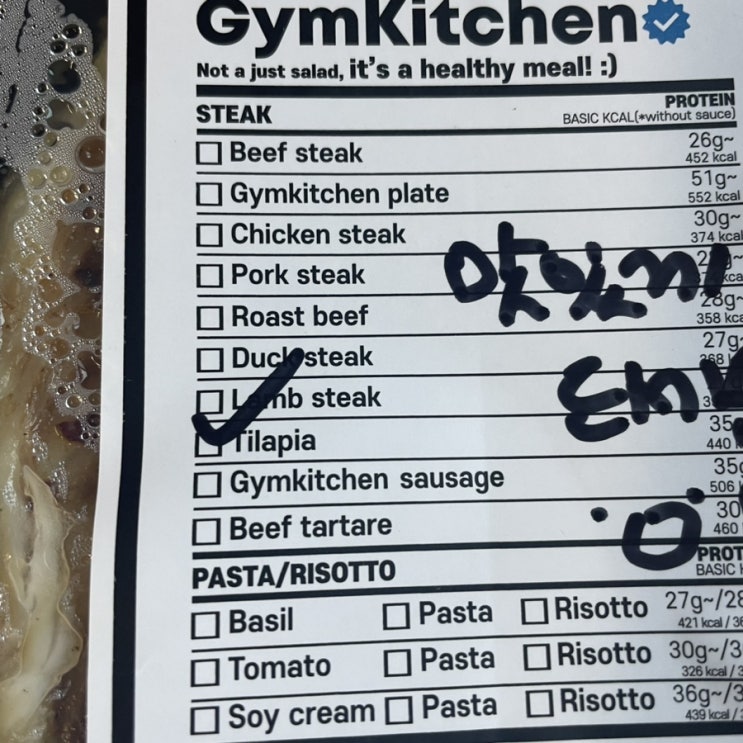 GymKitchen
Not a just salad, it's a healthy meal! :)
STEAK PROTEIN
BASIC KCAL(*without sauce)
☐ Beef steak 26g~
452 kcal
☐ Gymkitchen plate 51g~
552 kcal
☐ Chicken steak 30g~
374 kcal
☐ Pork steak
맛있게
☐ Roast beef 28g~
358 kca
☐ Duck steak 27g~
☐ Lamb steak
☐ Tilapia 35
440
☐ Gymkitchen sausage 35g
506
☐ Beef tartare 30
460
PASTA/RISOTTO PROT
BASIC
☐ Basil ☐ Pasta ☐ Risotto 27g~/28
421 kcal / 36
☐ Tomato ☐ Pasta ☐ Risotto 30g~/3
326 kcal / 3
☐ Soy cream ☐ Pasta ☐ Risotto 36g~/3
439 kcal /